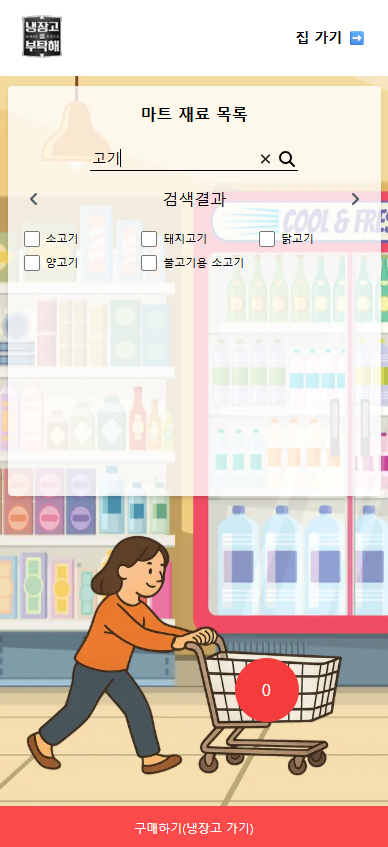 냉장고
부탁해
집 가기 ➡️
마트 재료 목록
고기
검색결과
소고기 돼지고기 닭고기
양고기 불고기용 소고기
COOL & FRES
0
구매하기(냉장고 가기)